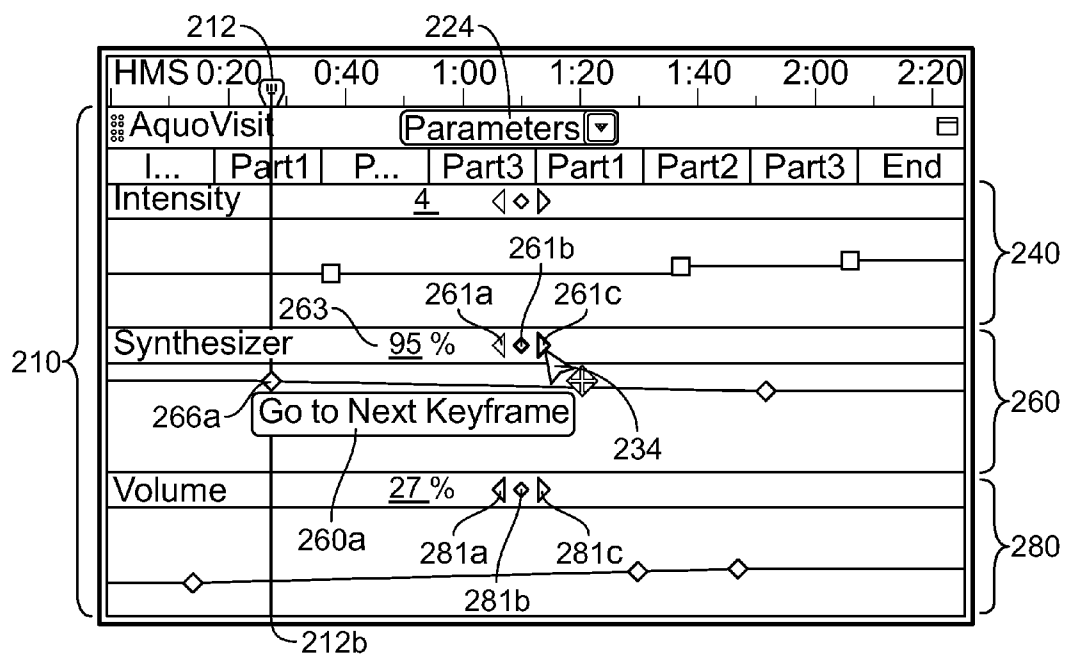 212 224
HMS 0:20 0:40 1:00 1:20 1:40 2:00 2:20
AquoVisit Parameters
I... Part1 P... Part3 Part1 Part2 Part3 End
Intensity 4
240
261b
263 261a 261c
Synthesizer 95 %
210
266a Go to Next Keyframe 260
234
Volume 27 %
260a 281a 281c 280
281b
212b